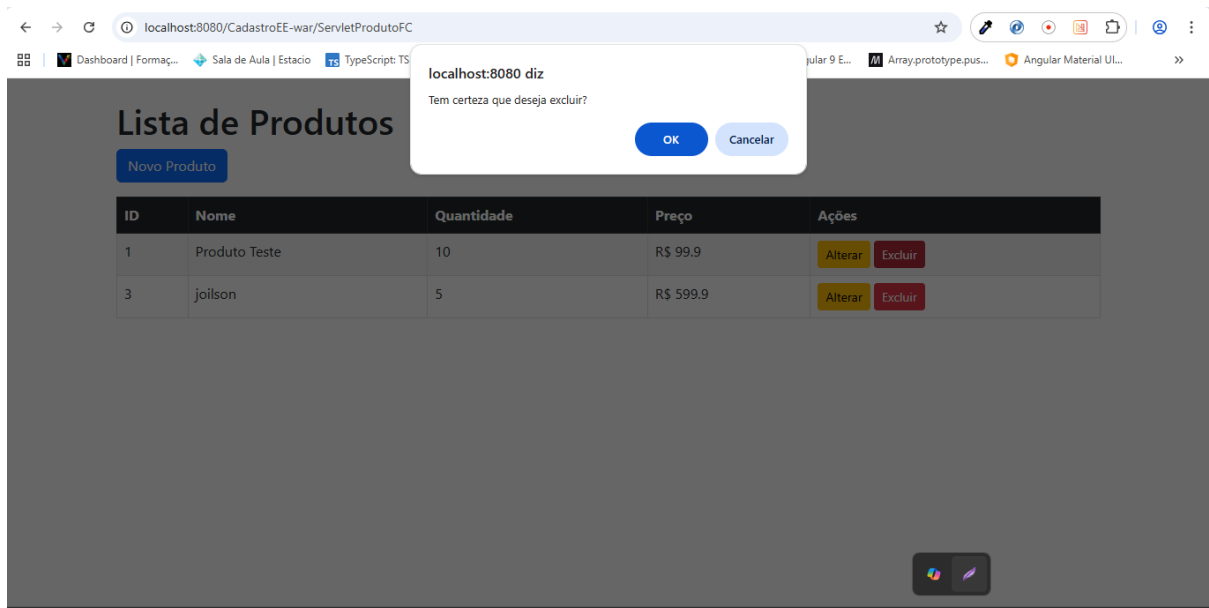 localhost:8080/CadastroEE-war/ServletProdutoFC
Dashboard | Formaç... Sala de Aula | Estacio TS TypeScript: TS gular 9 E... Array.prototype.pus... Angular Material UI... »
localhost:8080 diz
Tem certeza que deseja excluir?
OK Cancelar
Lista de Produtos
Novo Produto
ID Nome Quantidade Preço Ações
1 Produto Teste 10 R$ 99.9 Alterar Excluir
3 joilson 5 R$ 599.9 Alterar Excluir